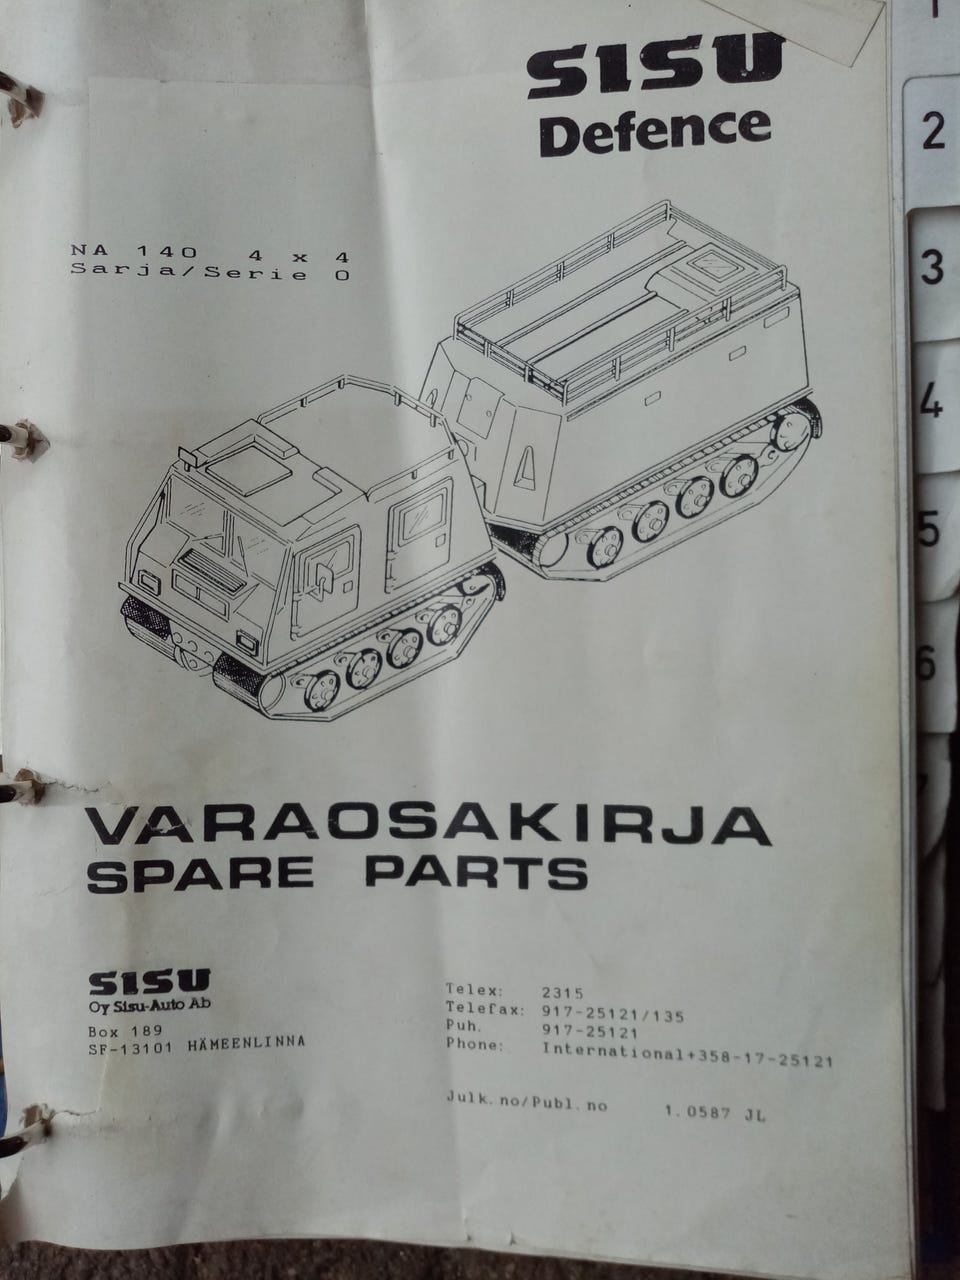 SISU
Defence
NA 140 4 x 4
Sarja/Serie 0
VARAOSAKIRJA
SPARE PARTS
SISU
Oy Sisu-Auto Ab
Box 189
SF-13101 HÄMEENLINNA
Telex: 2315
Telefax: 917-25121/135
Puh. 917-25121
Phone: International+358-17-25121
Julk.no/Publ.no 1.0587 JL
1
2
3
4
5
6
7